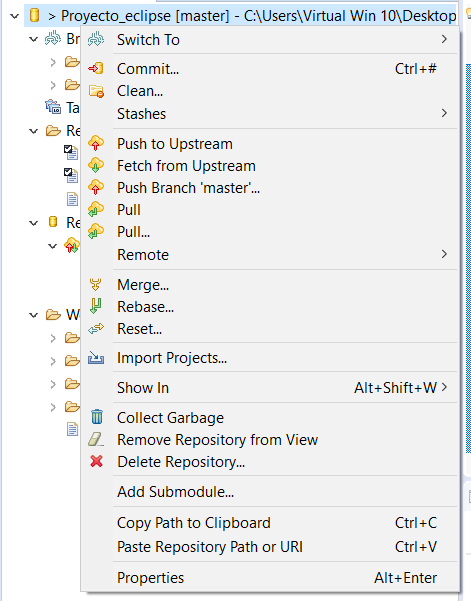 > Proyecto_eclipse [master] - C:\Users\Virtual Win 10\Desktop
Br
Switch To
Commit... Ctrl+#
Clean...
Ta
Stashes
Re
Push to Upstream
Fetch from Upstream
Push Branch 'master'...
Pull
Re
Pull...
Remote
Merge...
Rebase...
W
Reset...
Import Projects...
Show In Alt+Shift+W
Collect Garbage
Remove Repository from View
Delete Repository...
Add Submodule...
Copy Path to Clipboard Ctrl+C
Paste Repository Path or URI Ctrl+V
Properties Alt+Enter